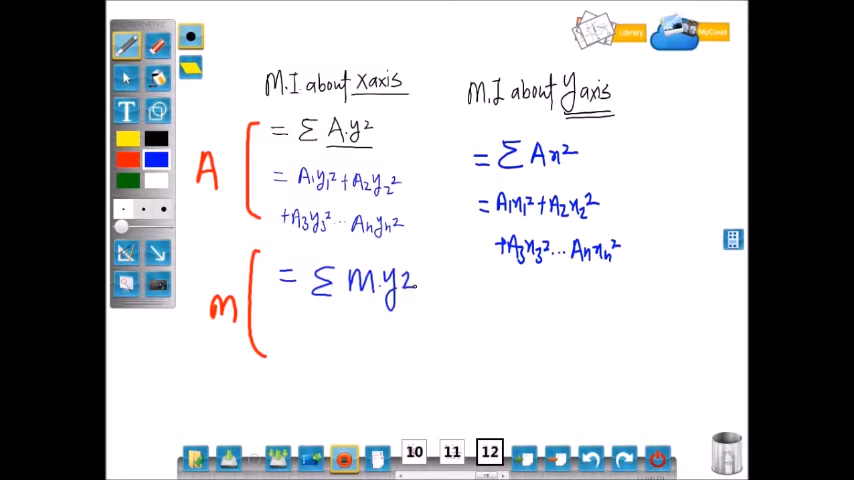 Library
MyCloud
M.I about xaxis
= Σ A.y²
= A₁y₁² + A₂y₂²
+A₃y₃² ... Aₙyₙ²
A
= Σ M.y2
m
M.I about Yaxis
= Σ Ax²
= A₁x₁² + A₂x₂²
+A₃x₃² ... Aₙxₙ²
T
10 11 12